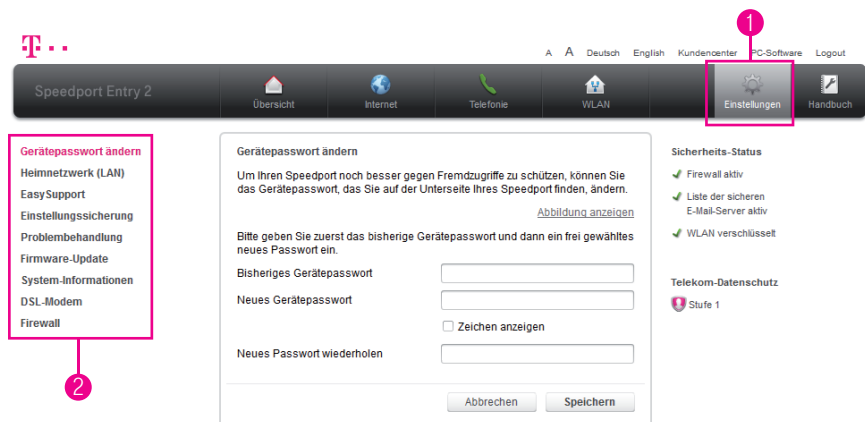 1
T
A A Deutsch English Kundencenter PC-Software Logout
Speedport Entry 2
Übersicht Internet Telefonie WLAN Einstellungen Handbuch
Gerätepasswort ändern
Heimnetzwerk (LAN)
EasySupport
Einstellungssicherung
Problembehandlung
Firmware-Update
System-Informationen
DSL-Modem
Firewall
2
Gerätepasswort ändern
Um Ihren Speedport noch besser gegen Fremdzugriffe zu schützen, können Sie
das Gerätepasswort, das Sie auf der Unterseite Ihres Speedport finden, ändern.
Abbildung anzeigen
Bitte geben Sie zuerst das bisherige Gerätepasswort und dann ein frei gewähltes
neues Passwort ein.
Bisheriges Gerätepasswort
Neues Gerätepasswort
Zeichen anzeigen
Neues Passwort wiederholen
Abbrechen Speichern
Sicherheits-Status
Firewall aktiv
Liste der sicheren
E-Mail-Server aktiv
WLAN verschlüsselt
Telekom-Datenschutz
Stufe 1